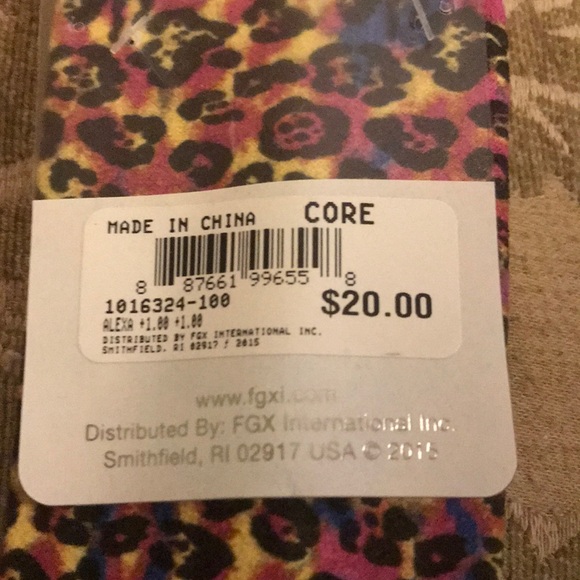 MADE IN CHINA CORE
8 87661 99655 8
1016324-100
$20.00
ALEXA +1.00 +1.00
DISTRIBUTED BY FGX INTERNATIONAL INC.
SMITHFIELD, RI 02917 / 2015
www.fgxi.com
Distributed By: FGX International Inc.
Smithfield, RI 02917 USA © 2015